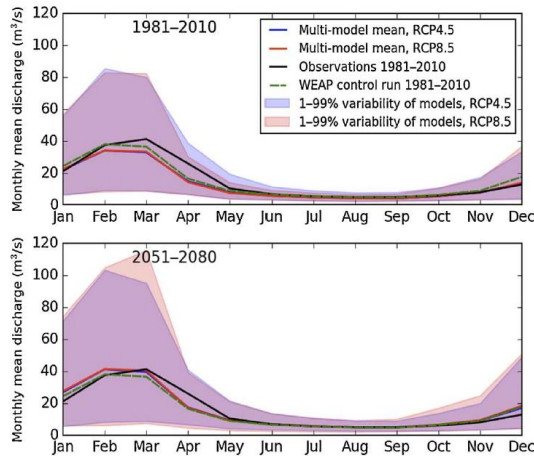 Monthly mean discharge (m³/s)
120
100
80
60
40
20
0
1981–2010
Multi-model mean, RCP4.5
Multi-model mean, RCP8.5
Observations 1981–2010
WEAP control run 1981–2010
1–99% variability of models, RCP4.5
1–99% variability of models, RCP8.5
Jan Feb Mar Apr May Jun Jul Aug Sep Oct Nov Dec
Monthly mean discharge (m³/s)
120
100
80
60
40
20
0
2051–2080
Jan Feb Mar Apr May Jun Jul Aug Sep Oct Nov Dec